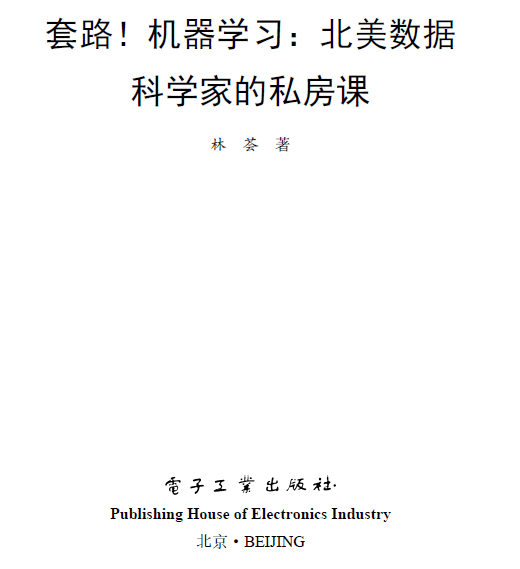 套路！机器学习：北美数据
科学家的私房课
林 荟 著
電子工業出版社.
Publishing House of Electronics Industry
北京·BEIJING